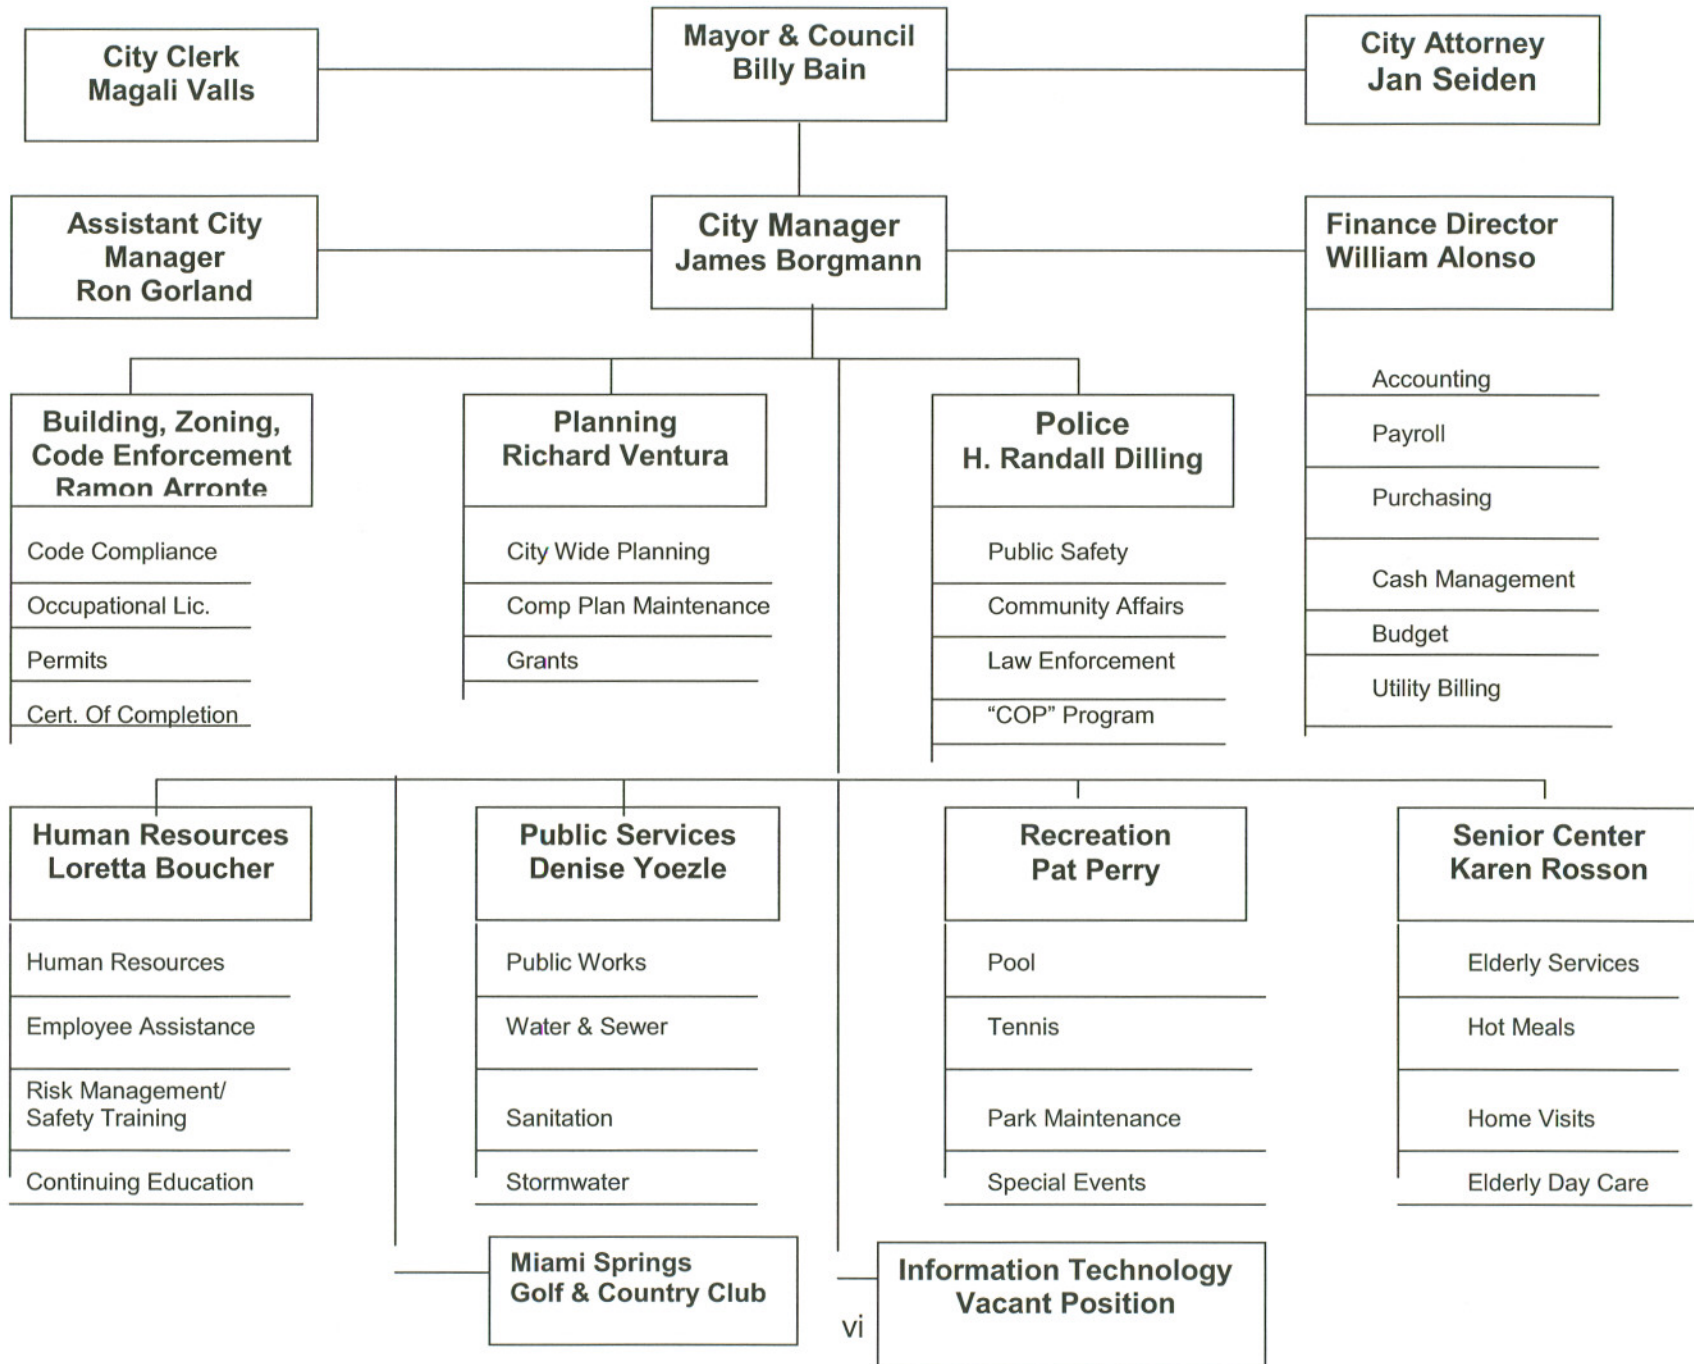 City Clerk
Magali Valls
Mayor & Council
Billy Bain
City Attorney
Jan Seiden
Assistant City
Manager
Ron Gorland
City Manager
James Borgmann
Finance Director
William Alonso
Accounting
Payroll
Purchasing
Cash Management
Budget
Utility Billing
Building, Zoning,
Code Enforcement
Ramon Arronte
Code Compliance
Occupational Lic.
Permits
Cert. Of Completion
Planning
Richard Ventura
City Wide Planning
Comp Plan Maintenance
Grants
Police
H. Randall Dilling
Public Safety
Community Affairs
Law Enforcement
“COP” Program
Human Resources
Loretta Boucher
Human Resources
Employee Assistance
Risk Management/
Safety Training
Continuing Education
Public Services
Denise Yoezle
Public Works
Water & Sewer
Sanitation
Stormwater
Recreation
Pat Perry
Pool
Tennis
Park Maintenance
Special Events
Senior Center
Karen Rosson
Elderly Services
Hot Meals
Home Visits
Elderly Day Care
Miami Springs
Golf & Country Club
Information Technology
Vacant Position
vi